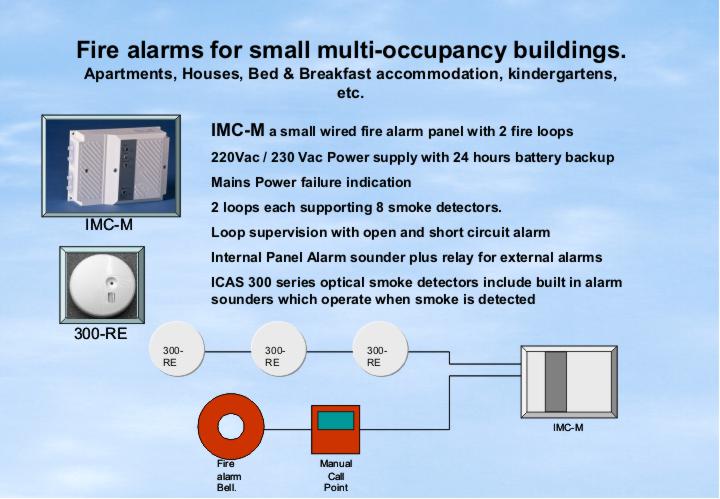 Fire alarms for small multi-occupancy buildings.
Apartments, Houses, Bed & Breakfast accommodation, kindergartens,
etc.
IMC-M a small wired fire alarm panel with 2 fire loops
220Vac / 230 Vac Power supply with 24 hours battery backup
Mains Power failure indication
2 loops each supporting 8 smoke detectors.
Loop supervision with open and short circuit alarm
Internal Panel Alarm sounder plus relay for external alarms
ICAS 300 series optical smoke detectors include built in alarm
sounders which operate when smoke is detected
IMC-M
300-RE
300-
RE
300-
RE
300-
RE
IMC-M
Fire
alarm
Bell.
Manual
Call
Point